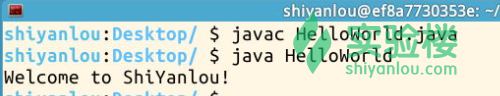 shiyanlou@ef8a7730353e: ~/
shiyanlou:Desktop/ $ javac HelloWorld.java
shiyanlou:Desktop/ $ java HelloWorld
Welcome to ShiYanlou!
实验楼
shiyanlou.com